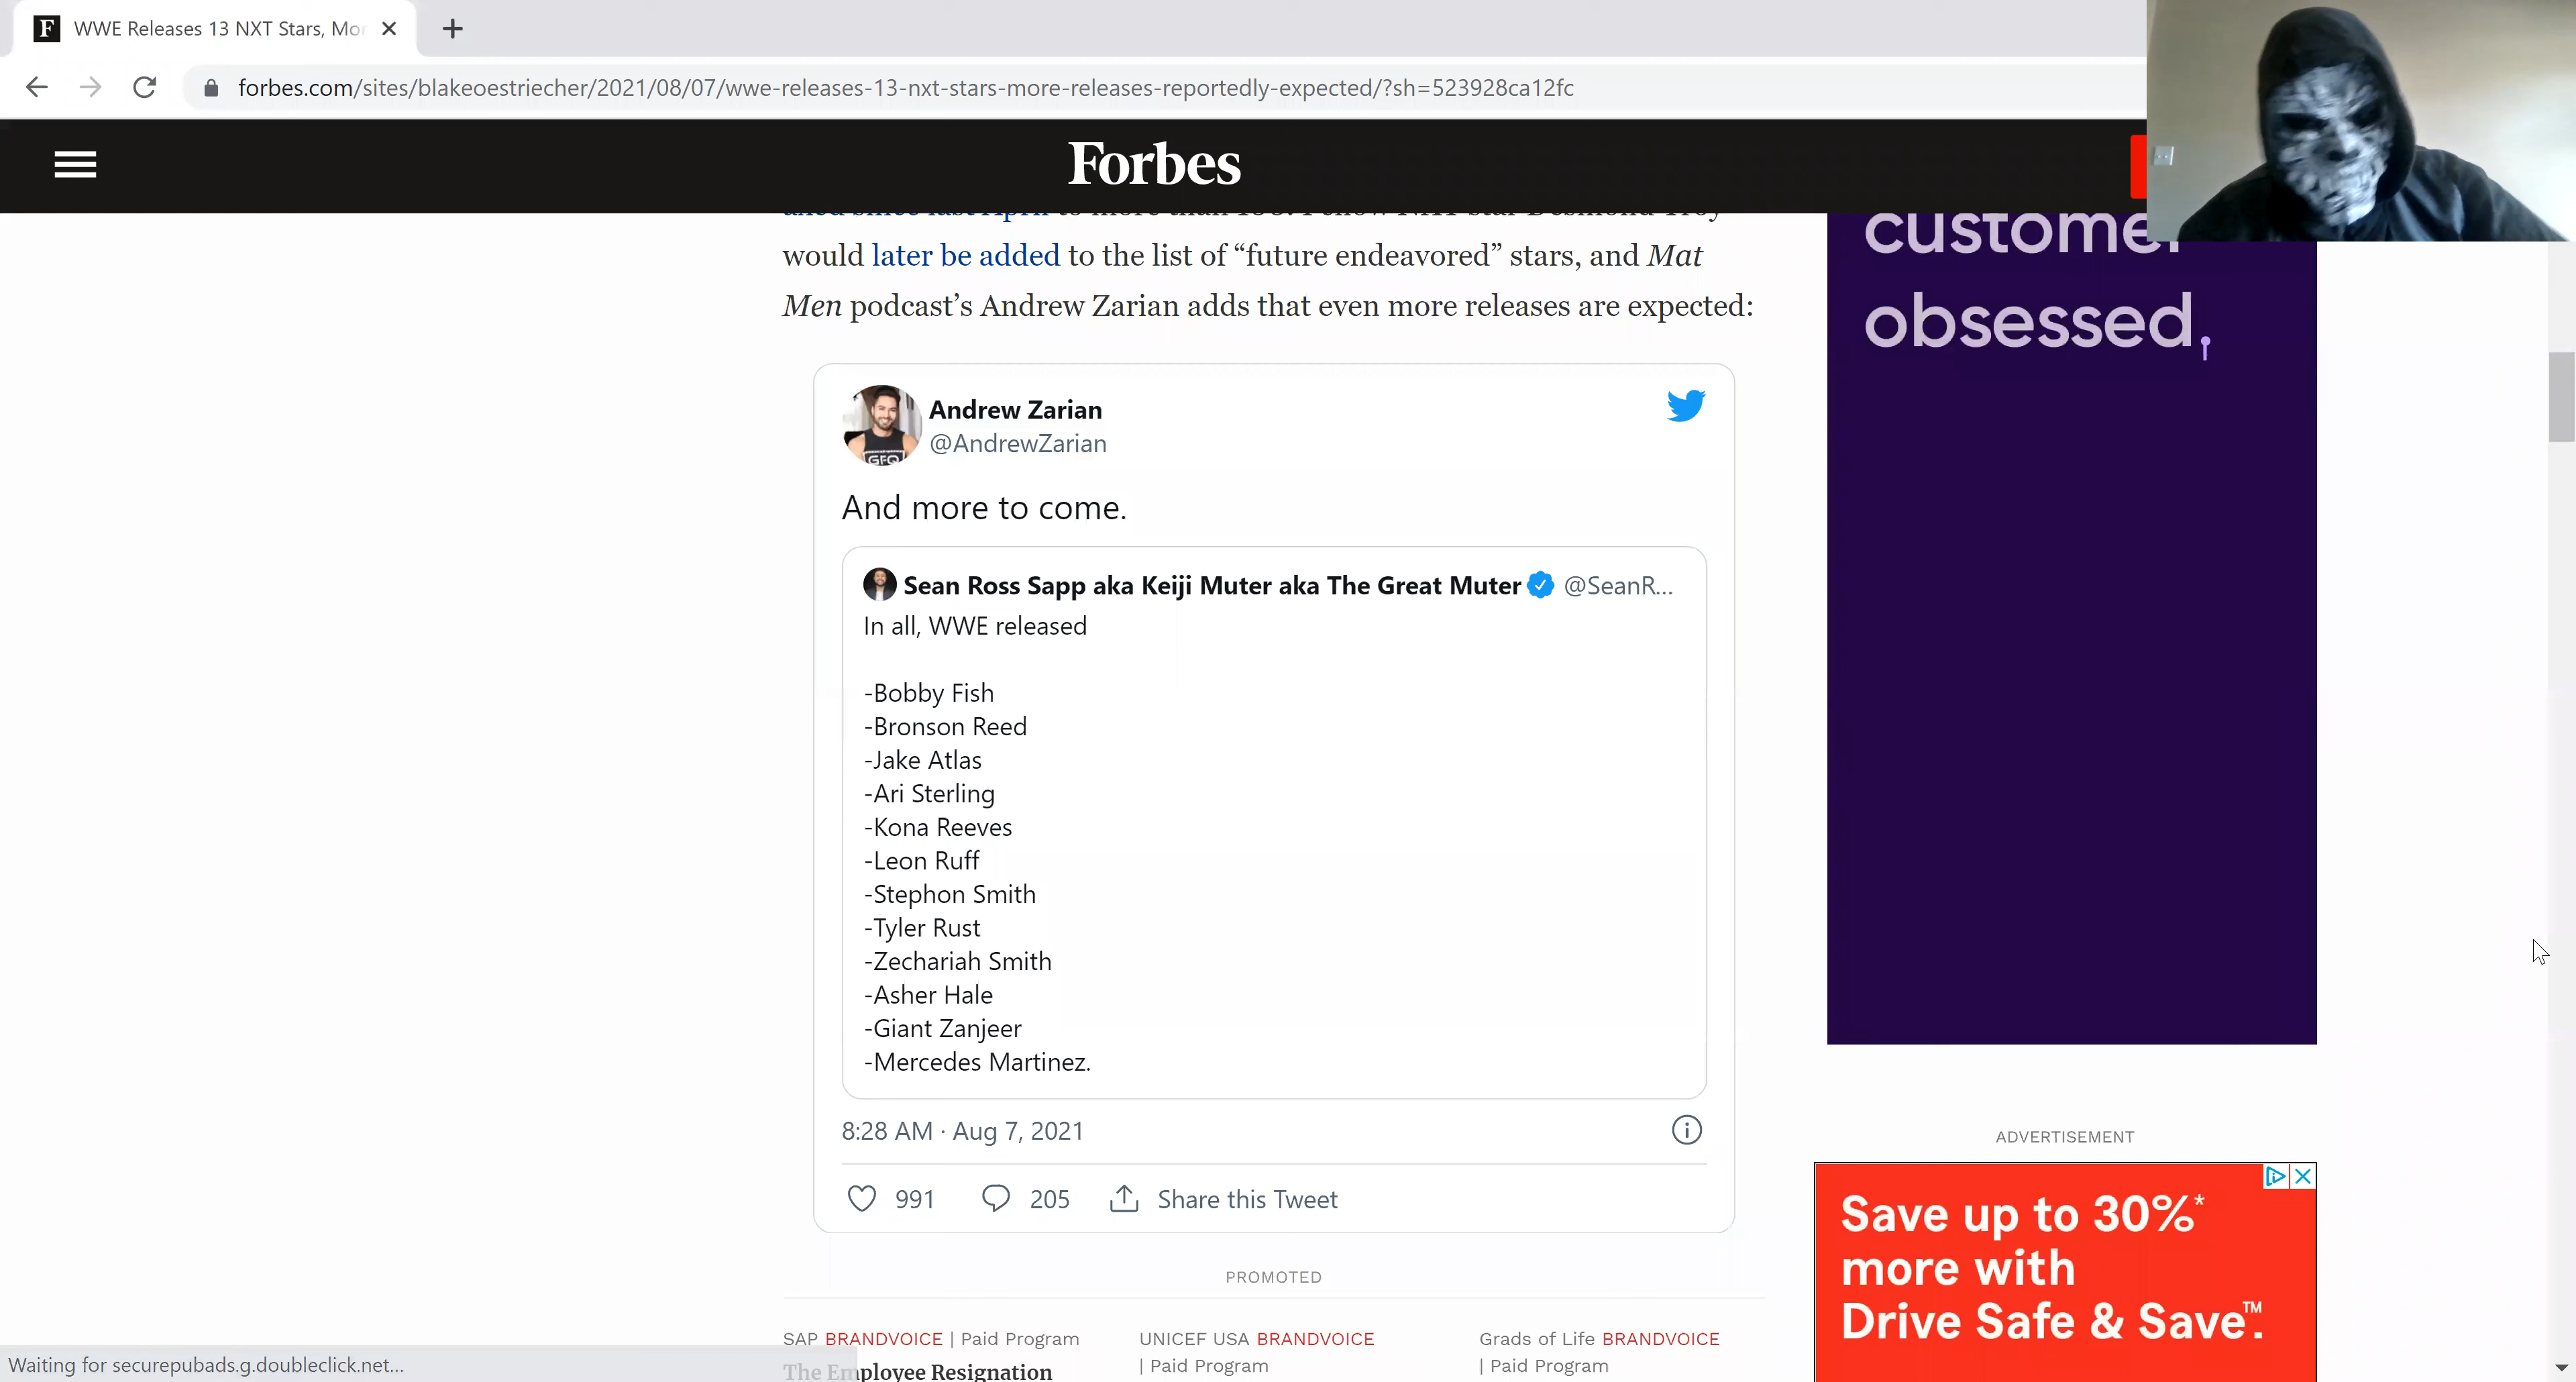 WWE Releases 13 NXT Stars, Mor
forbes.com/sites/blakeoestriecher/2021/08/07/wwe-releases-13-nxt-stars-more-releases-reportedly-expected/?sh=523928ca12fc
Forbes
would later be added to the list of “future endeavored” stars, and Mat
Men podcast’s Andrew Zarian adds that even more releases are expected:
Andrew Zarian
@AndrewZarian
GFQ
And more to come.
Sean Ross Sapp aka Keiji Muter aka The Great Muter @SeanR...
In all, WWE released
-Bobby Fish
-Bronson Reed
-Jake Atlas
-Ari Sterling
-Kona Reeves
-Leon Ruff
-Stephon Smith
-Tyler Rust
-Zechariah Smith
-Asher Hale
-Giant Zanjeer
-Mercedes Martinez.
8:28 AM · Aug 7, 2021
991 205 Share this Tweet
PROMOTED
SAP BRANDVOICE | Paid Program
The Employee Resignation
UNICEF USA BRANDVOICE
| Paid Program
Grads of Life BRANDVOICE
| Paid Program
customer
obsessed.
ADVERTISEMENT
Save up to 30%*
more with
Drive Safe & Save™.
Waiting for securepubads.g.doubleclick.net...